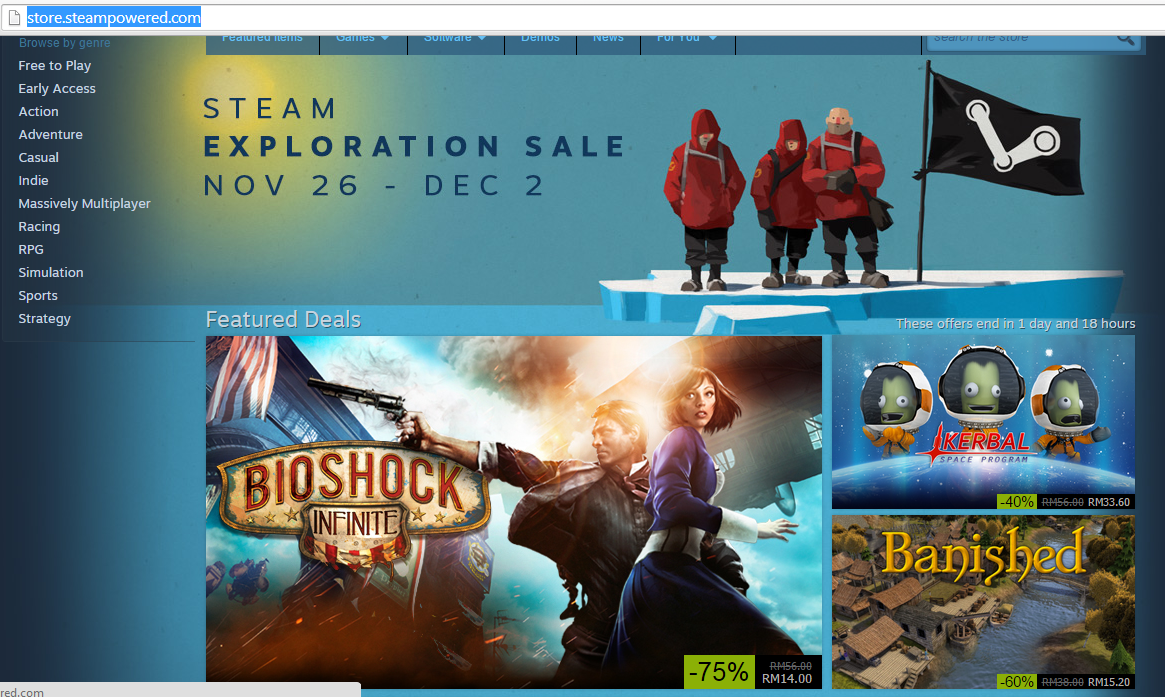 store.steampowered.com
Browse by genre
Free to Play
Early Access
Action
Adventure
Casual
Indie
Massively Multiplayer
Racing
RPG
Simulation
Sports
Strategy
Featured Items
Games
Software
Demos
News
For You
search the store
STEAM
EXPLORATION SALE
NOV 26 - DEC 2
Featured Deals
These offers end in 1 day and 18 hours
BIOSHOCK
INFINITE
-75%
RM56.00
RM14.00
KERBAL
SPACE PROGRAM
-40% RM56.00 RM33.60
Banished
-60% RM38.00 RM15.20
red.com